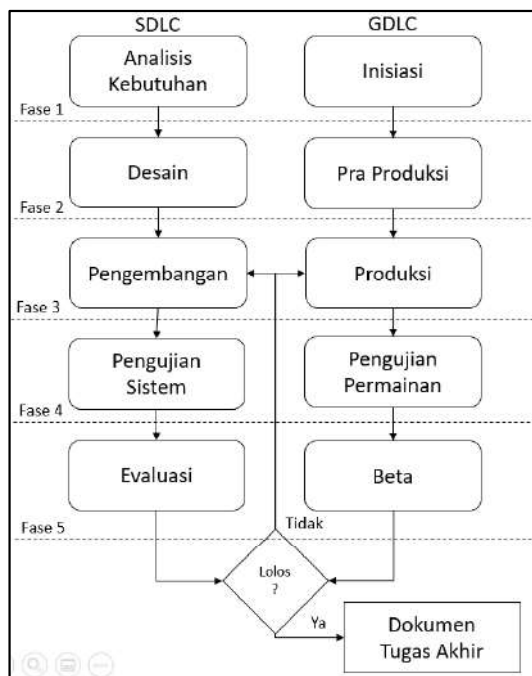 SDLC
GDLC
Analisis
Kebutuhan
Inisiasi
Fase 1
Desain
Pra Produksi
Fase 2
Pengembangan
Produksi
Fase 3
Pengujian
Sistem
Pengujian
Permainan
Fase 4
Evaluasi
Beta
Tidak
Fase 5
Lolos
?
Ya
Dokumen
Tugas Akhir